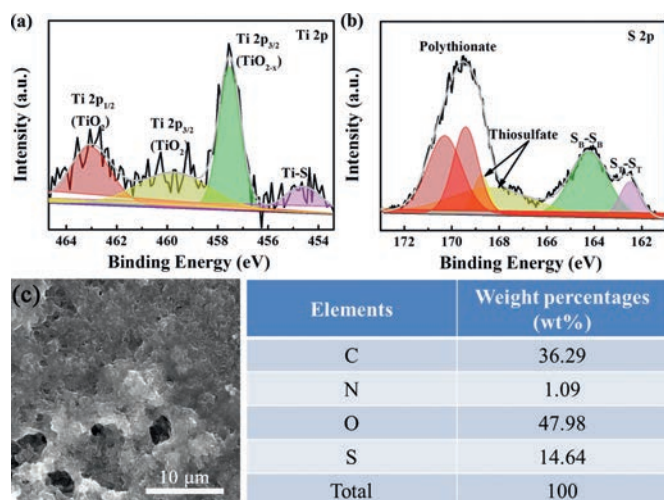 (a)
Ti 2p
Ti 2p3/2
(TiO2-x)
Ti 2p1/2
(TiO2)
Ti 2p3/2
(TiO2)
Ti-S
Intensity (a.u.)
464 462 460 458 456 454
Binding Energy (eV)
(b)
S 2p
Polythionate
Thiosulfate
SB-SB
SB-ST
Intensity (a.u.)
172 170 168 166 164 162
Binding Energy (eV)
(c)
10 μm
Elements Weight percentages
(wt%)
C 36.29
N 1.09
O 47.98
S 14.64
Total 100